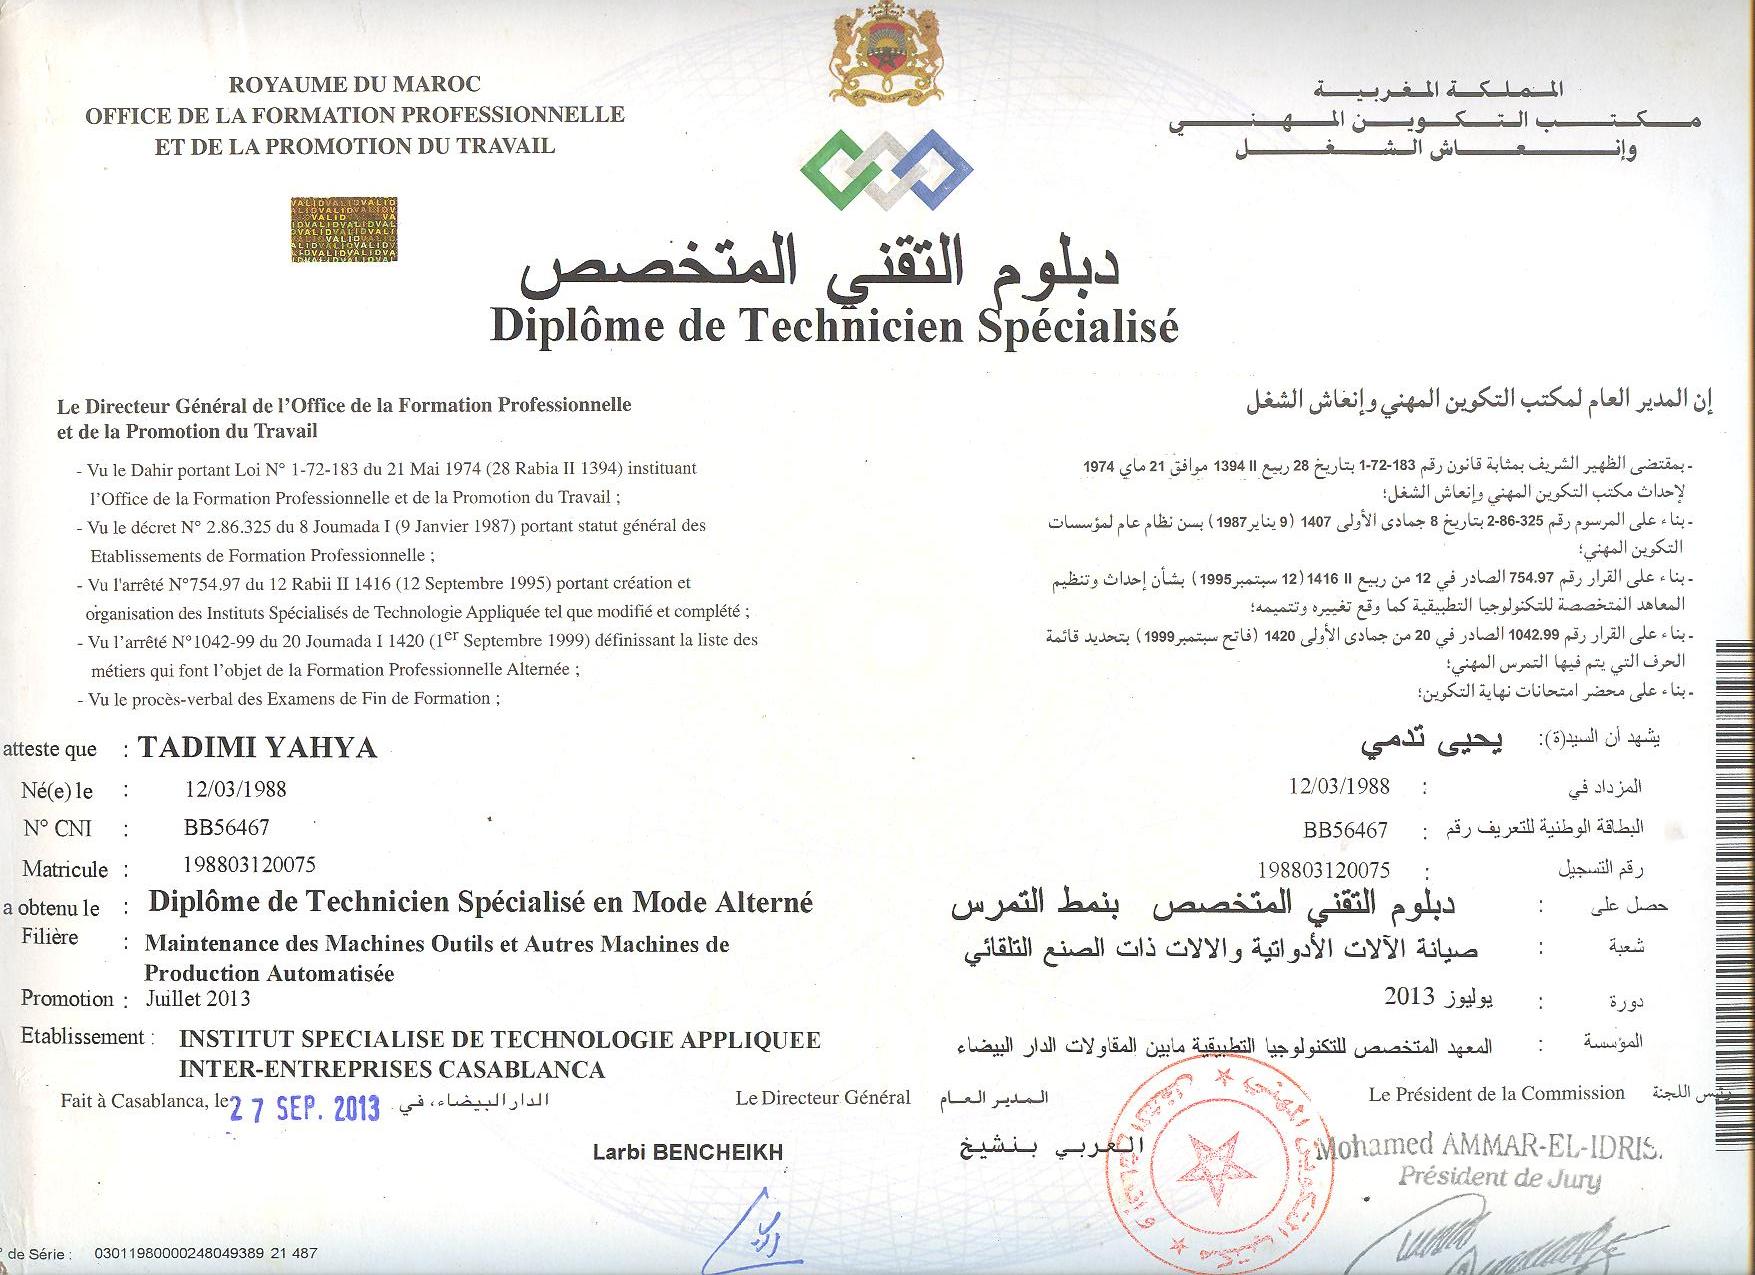 ROYAUME DU MAROC
OFFICE DE LA FORMATION PROFESSIONNELLE
ET DE LA PROMOTION DU TRAVAIL
المملكة المغربية
مكتب التكوين المهني
وإنعاش الشغل
دبلوم التقني المتخصص
Diplôme de Technicien Spécialisé
Le Directeur Général de l'Office de la Formation Professionnelle
et de la Promotion du Travail
- Vu le Dahir portant Loi N° 1-72-183 du 21 Mai 1974 (28 Rabia II 1394) instituant
l'Office de la Formation Professionnelle et de la Promotion du Travail ;
- Vu le décret N° 2.86.325 du 8 Joumada I (9 Janvier 1987) portant statut général des
Etablissements de Formation Professionnelle ;
- Vu l'arrêté N°754.97 du 12 Rabii II 1416 (12 Septembre 1995) portant création et
organisation des Instituts Spécialisés de Technologie Appliquée tel que modifié et complété ;
- Vu l'arrêté N°1042-99 du 20 Joumada I 1420 (1er Septembre 1999) définissant la liste des
métiers qui font l'objet de la Formation Professionnelle Alternée ;
- Vu le procès-verbal des Examens de Fin de Formation ;
إن المدير العام لمكتب التكوين المهني وإنعاش الشغل
- بمقتضى الظهير الشريف بمثابة قانون رقم 183-72-1 بتاريخ 28 ربيع II 1394 موافق 21 ماي 1974
لإحداث مكتب التكوين المهني وإنعاش الشغل؛
- بناء على المرسوم رقم 325-86-2 بتاريخ 8 جمادى الأولى 1407 (9 يناير 1987) بسن نظام عام لمؤسسات
التكوين المهني؛
- بناء على القرار رقم 754.97 الصادر في 12 من ربيع II 1416 (12 سبتمبر 1995) بشأن إحداث وتنظيم
المعاهد المتخصصة للتكنولوجيا التطبيقية كما وقع تغييره وتتميمه؛
- بناء على القرار رقم 1042.99 الصادر في 20 من جمادى الأولى 1420 (فاتح سبتمبر 1999) بتحديد قائمة
الحرف التي يتم فيها التمرس المهني؛
- بناء على محضر امتحانات نهاية التكوين؛
atteste que : TADIMI YAHYA
يشهد أن السيد(ة): يحيى تدمي
Né(e) le : 12/03/1988
المزداد في : 12/03/1988
N° CNI : BB56467
البطاقة الوطنية للتعريف رقم : BB56467
Matricule : 198803120075
رقم التسجيل : 198803120075
a obtenu le : Diplôme de Technicien Spécialisé en Mode Alterné
حصل على : دبلوم التقني المتخصص بنمط التمرس
Filière : Maintenance des Machines Outils et Autres Machines de
Production Automatisée
شعبة : صيانة الآلات الأدواتية والالات ذات الصنع التلقائي
Promotion : Juillet 2013
دورة : يوليوز 2013
Etablissement : INSTITUT SPECIALISE DE TECHNOLOGIE APPLIQUEE
INTER-ENTREPRISES CASABLANCA
المؤسسة : المعهد المتخصص للتكنولوجيا التطبيقية مابين المقاولات الدار البيضاء
Fait à Casablanca, le 27 SEP. 2013 الدار البيضاء، في
Le Directeur Général المدير العام
Le Président de la Commission رئيس اللجنة
Larbi BENCHEIKH العربي بنشيخ
Mohamed AMMAR-EL-IDRIS.
Président de Jury
° de Série : 03011980000248049389 21 487